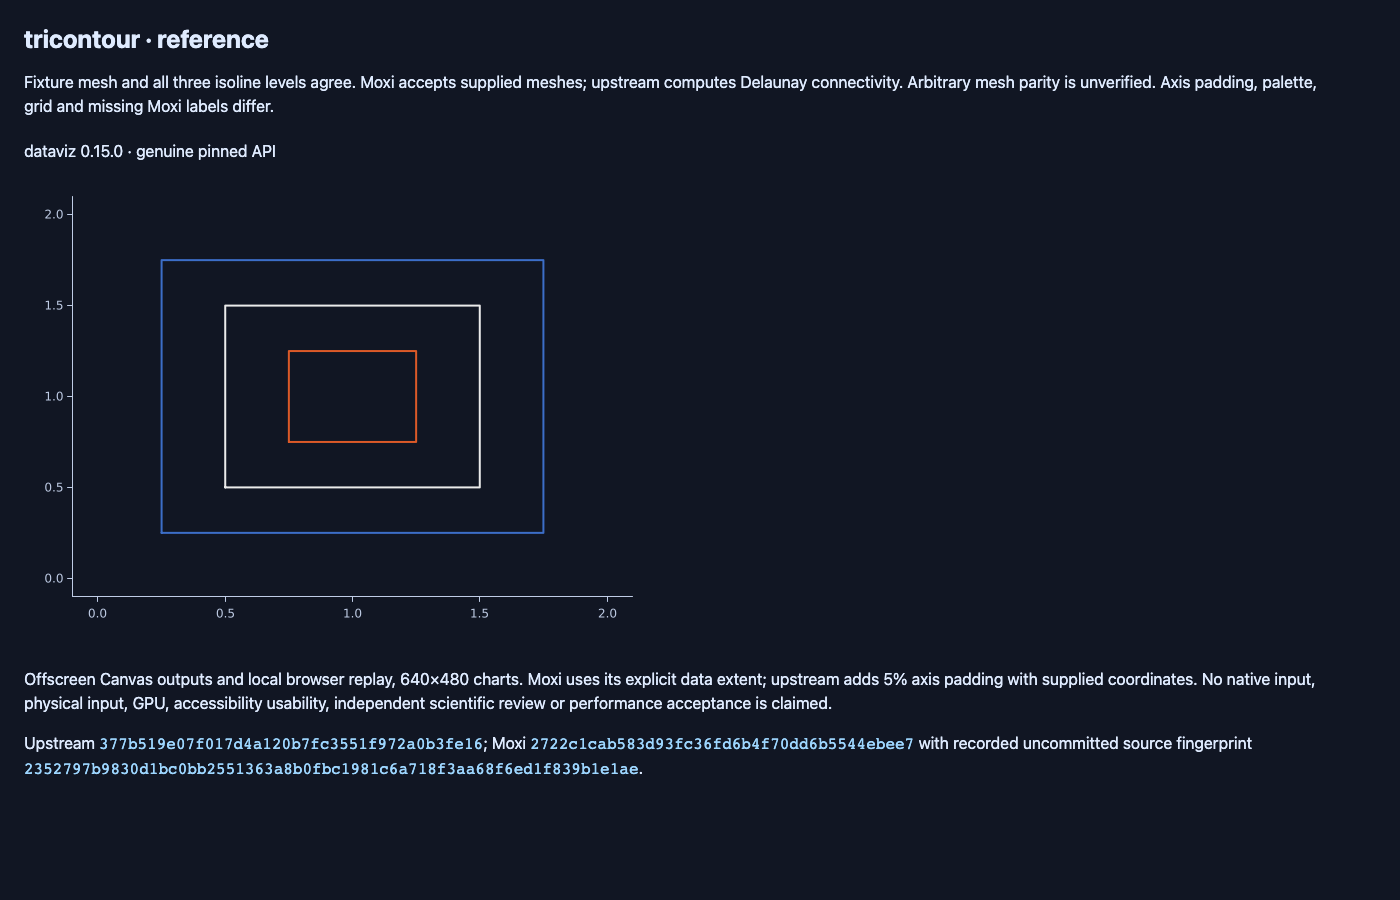 tricontour · reference
Fixture mesh and all three isoline levels agree. Moxi accepts supplied meshes; upstream computes Delaunay connectivity. Arbitrary mesh parity is unverified. Axis padding, palette,
grid and missing Moxi labels differ.
dataviz 0.15.0 · genuine pinned API
2.0
1.5
1.0
0.5
0.0
0.0 0.5 1.0 1.5 2.0
Offscreen Canvas outputs and local browser replay, 640×480 charts. Moxi uses its explicit data extent; upstream adds 5% axis padding with supplied coordinates. No native input,
physical input, GPU, accessibility usability, independent scientific review or performance acceptance is claimed.
Upstream 377b519e07f017d4a120b7fc3551f972a0b3fe16; Moxi 2722c1cab583d93fc36fd6b4f70dd6b5544ebee7 with recorded uncommitted source fingerprint
2352797b9830d1bc0bb2551363a8b0fbc1981c6a718f3aa68f6ed1f839b1e1ae.